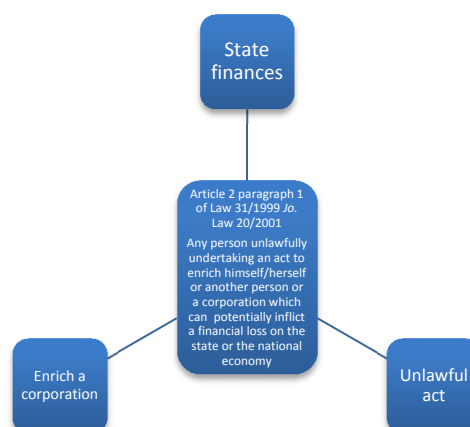 State
finances
Article 2 paragraph 1
of Law 31/1999 Jo.
Law 20/2001
Any person unlawfully
undertaking an act to
enrich himself/herself
or another person or
a corporation which
can potentially inflict
a financial loss on the
state or the national
economy
Enrich a
corporation
Unlawful
act